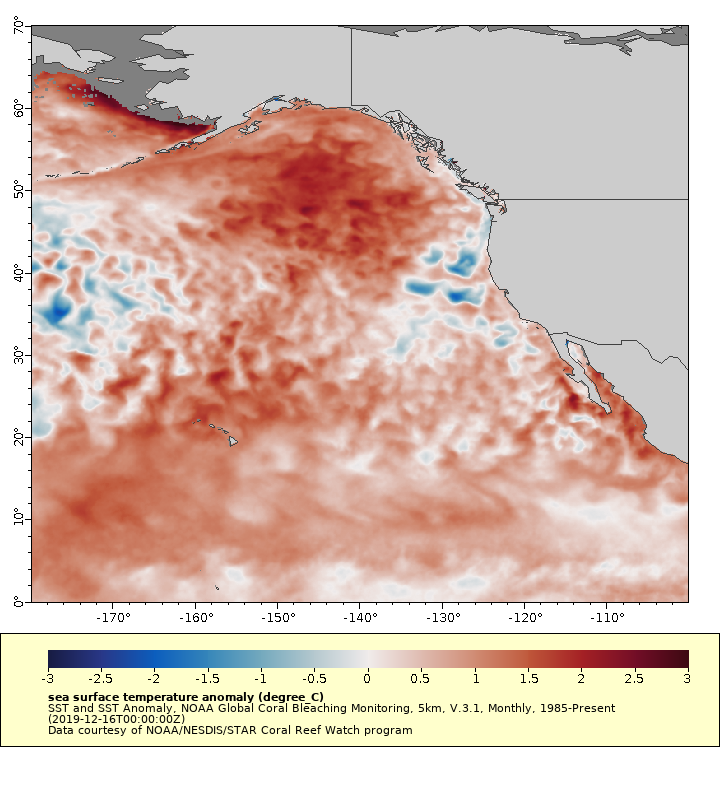 70°
60°
50°
40°
30°
20°
10°
0°
-170° -160° -150° -140° -130° -120° -110°
-3 -2.5 -2 -1.5 -1 -0.5 0 0.5 1 1.5 2 2.5 3
sea surface temperature anomaly (degree_C)
SST and SST Anomaly, NOAA Global Coral Bleaching Monitoring, 5km, V.3.1, Monthly, 1985-Present
(2019-12-16T00:00:00Z)
Data courtesy of NOAA/NESDIS/STAR Coral Reef Watch program